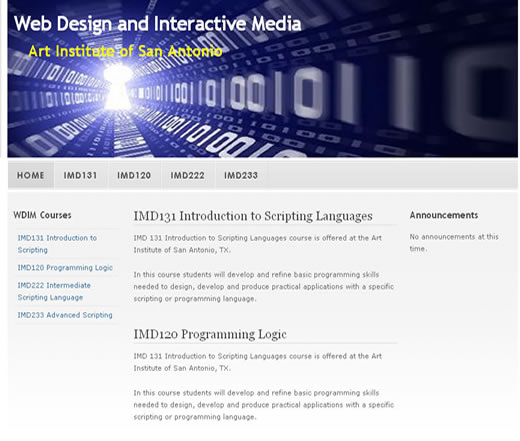 Web Design and Interactive Media
Art Institute of San Antonio
HOME IMD131 IMD120 IMD222 IMD233
WDIM Courses
IMD131 Introduction to
Scripting
IMD120 Programming Logic
IMD222 Intermediate
Scripting Language
IMD233 Advanced Scripting
IMD131 Introduction to Scripting Languages
IMD 131 Introduction to Scripting Languages course is offered at the Art
Institute of San Antonio, TX.
In this course students will develop and refine basic programming skills
needed to design, develop and produce practical applications with a specific
scripting or programming language.
IMD120 Programming Logic
IMD 131 Introduction to Scripting Languages course is offered at the Art
Institute of San Antonio, TX.
In this course students will develop and refine basic programming skills
needed to design, develop and produce practical applications with a specific
scripting or programming language.
Announcements
No announcements at this
time.